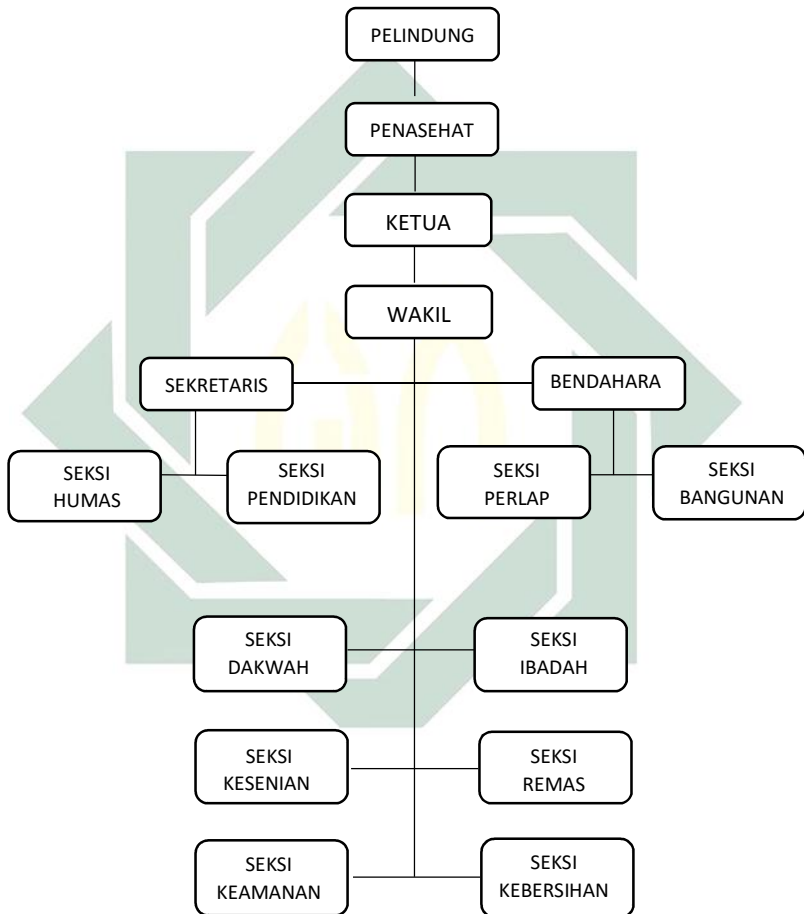 PELINDUNG
PENASEHAT
KETUA
WAKIL
SEKRETARIS
BENDAHARA
SEKSI
HUMAS
SEKSI
PENDIDIKAN
SEKSI
PERLAP
SEKSI
BANGUNAN
SEKSI
DAKWAH
SEKSI
IBADAH
SEKSI
KESENIAN
SEKSI
REMAS
SEKSI
KEAMANAN
SEKSI
KEBERSIHAN